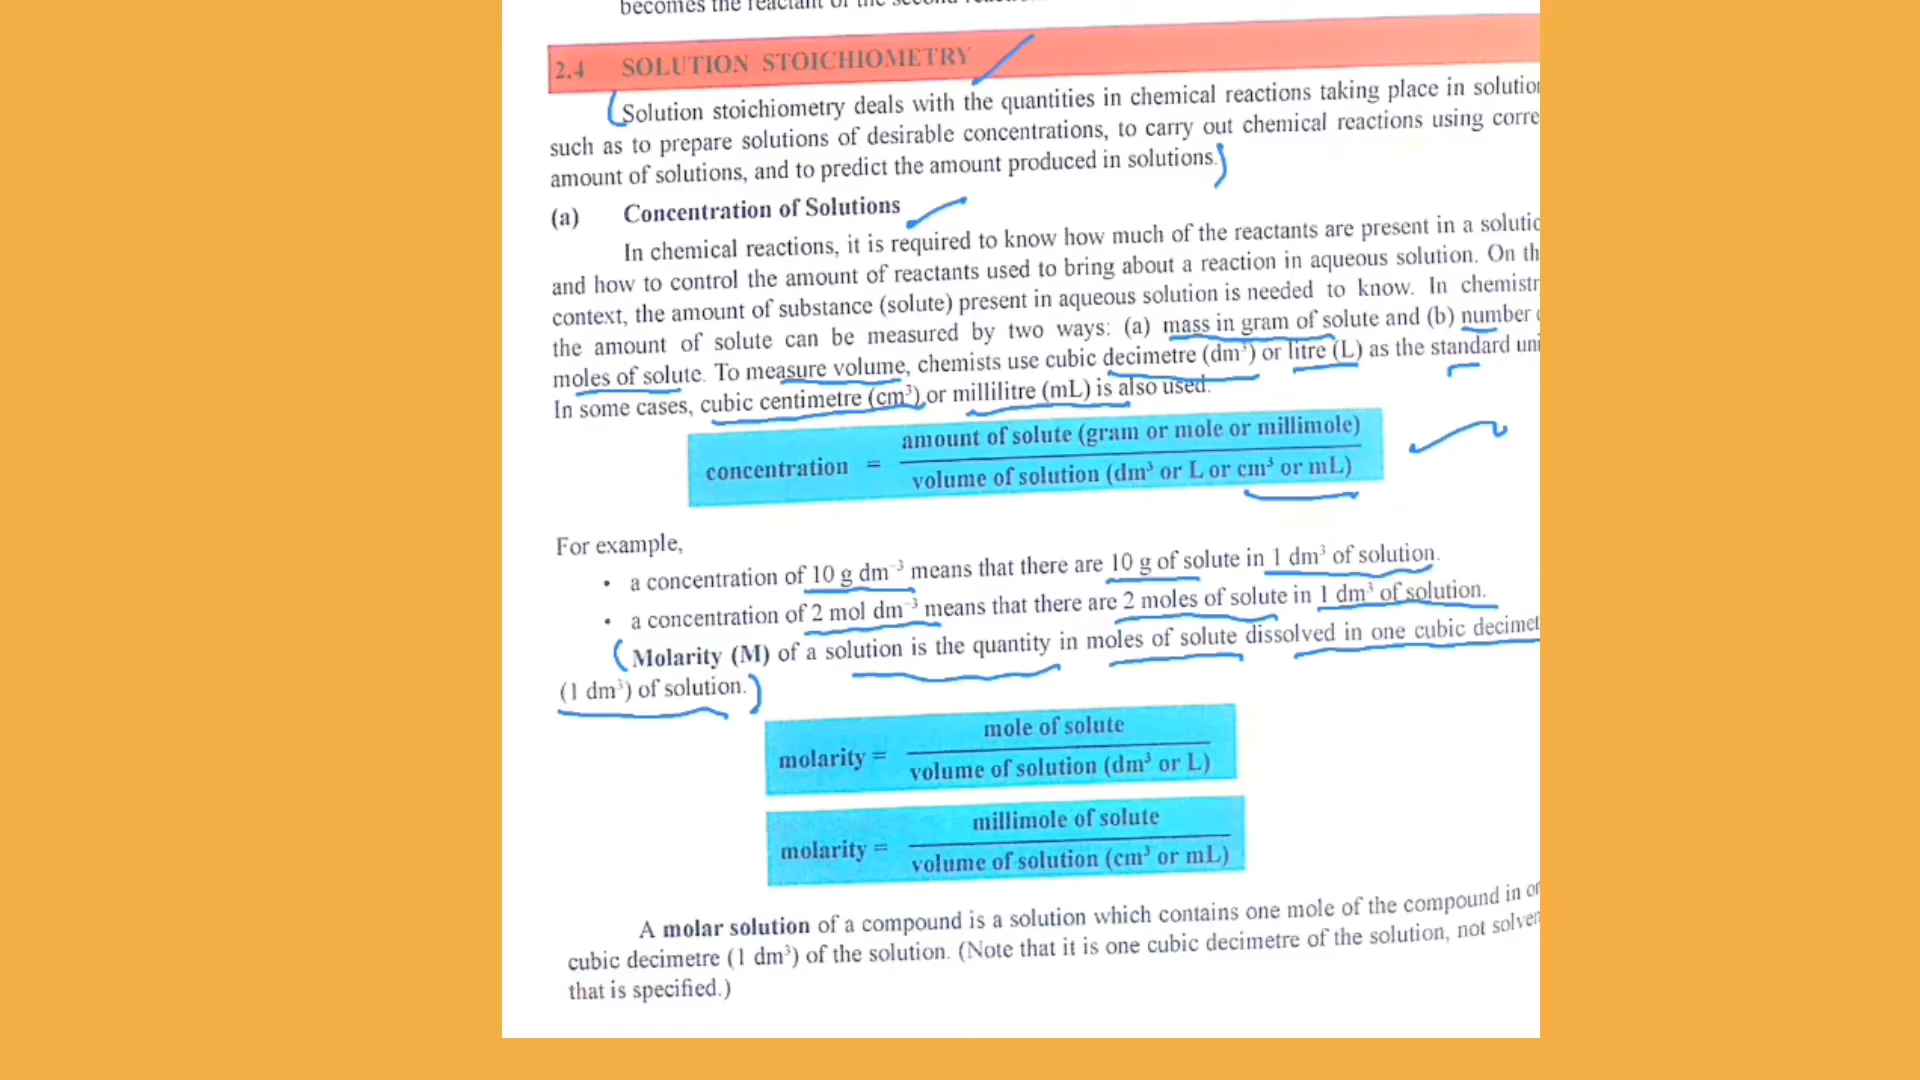 becomes the reactant of the second
2.4 SOLUTION STOICHIOMETRY
Solution stoichiometry deals with the quantities in chemical reactions taking place in solutio
such as to prepare solutions of desirable concentrations, to carry out chemical reactions using corre
amount of solutions, and to predict the amount produced in solutions.
(a) Concentration of Solutions
In chemical reactions, it is required to know how much of the reactants are present in a solutio
and how to control the amount of reactants used to bring about a reaction in aqueous solution. On th
context, the amount of substance (solute) present in aqueous solution is needed to know. In chemistr
the amount of solute can be measured by two ways: (a) mass in gram of solute and (b) number
moles of solute. To measure volume, chemists use cubic decimetre (dm³) or litre (L) as the standard uni
In some cases, cubic centimetre (cm³) or millilitre (mL) is also used.
amount of solute (gram or mole or millimole)
concentration =
volume of solution (dm³ or L or cm³ or mL)
For example,
• a concentration of 10 g dm⁻³ means that there are 10 g of solute in 1 dm³ of solution.
• a concentration of 2 mol dm⁻³ means that there are 2 moles of solute in 1 dm³ of solution.
Molarity (M) of a solution is the quantity in moles of solute dissolved in one cubic decimet
(1 dm³) of solution.
mole of solute
molarity =
volume of solution (dm³ or L)
millimole of solute
molarity =
volume of solution (cm³ or mL)
A molar solution of a compound is a solution which contains one mole of the compound in on
cubic decimetre (1 dm³) of the solution. (Note that it is one cubic decimetre of the solution, not solven
that is specified.)